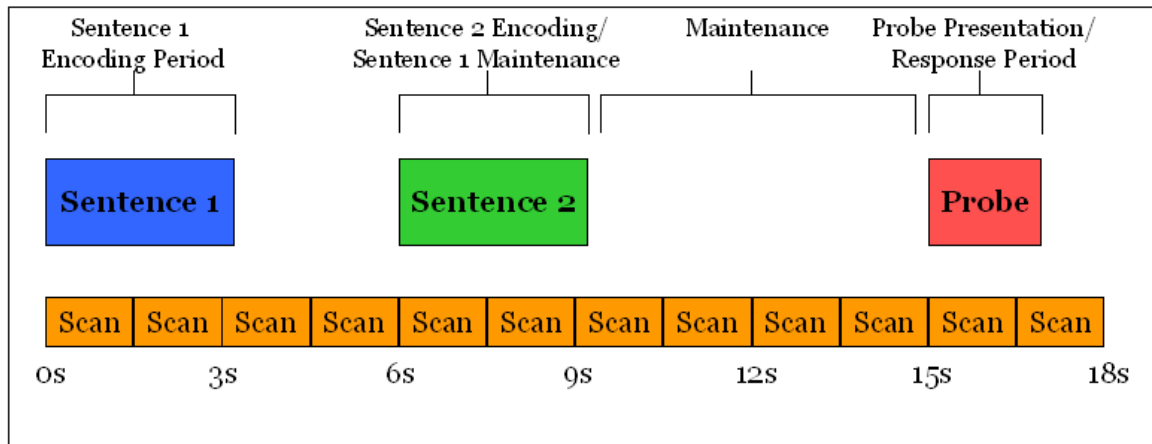 Sentence 1
Encoding Period
Sentence 2 Encoding/
Sentence 1 Maintenance
Maintenance
Probe Presentation/
Response Period
Sentence 1
Sentence 2
Probe
Scan Scan Scan Scan Scan Scan Scan Scan Scan Scan Scan Scan
0s 3s 6s 9s 12s 15s 18s